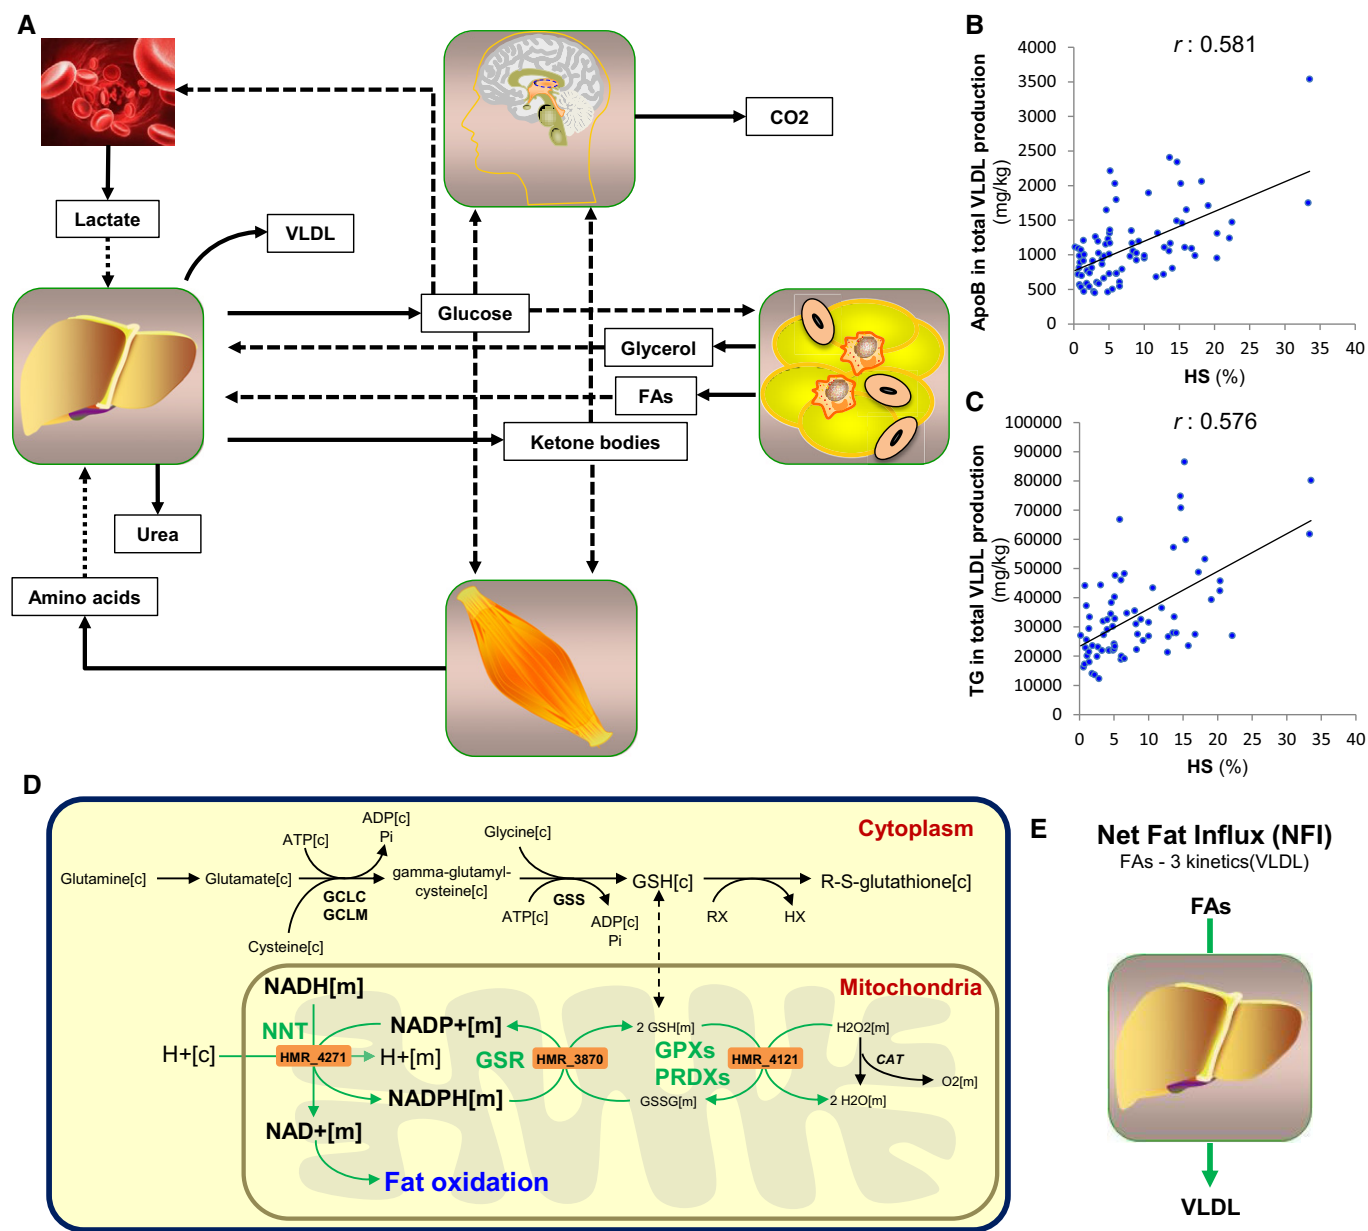 A
Lactate
VLDL
CO2
Glucose
Glycerol
FAs
Ketone bodies
Urea
Amino acids
B
r : 0.581
ApoB in total VLDL production
(mg/kg)
4000
3500
3000
2500
2000
1500
1000
500
0
0 5 10 15 20 25 30 35 40
HS (%)
C
r : 0.576
TG in total VLDL production
(mg/kg)
100000
90000
80000
70000
60000
50000
40000
30000
20000
10000
0
0 5 10 15 20 25 30 35 40
HS (%)
D
Cytoplasm
ATP[c]
ADP[c]
Pi
Glycine[c]
Glutamine[c]
Glutamate[c]
gamma-glutamyl-
cysteine[c]
GSH[c]
R-S-glutathione[c]
GCLC
GCLM
GSS
Cysteine[c]
ATP[c]
ADP[c]
Pi
RX
HX
Mitochondria
NADH[m]
NNT
NADP+[m]
2 GSH[m]
H2O2[m]
H+[c]
HMR_4271
H+[m]
GSR
HMR_3870
GPXs
PRDXs
HMR_4121
CAT
O2[m]
NADPH[m]
GSSG[m]
2 H2O[m]
NAD+[m]
Fat oxidation
E
Net Fat Influx (NFI)
FAs - 3 kinetics(VLDL)
FAs
VLDL